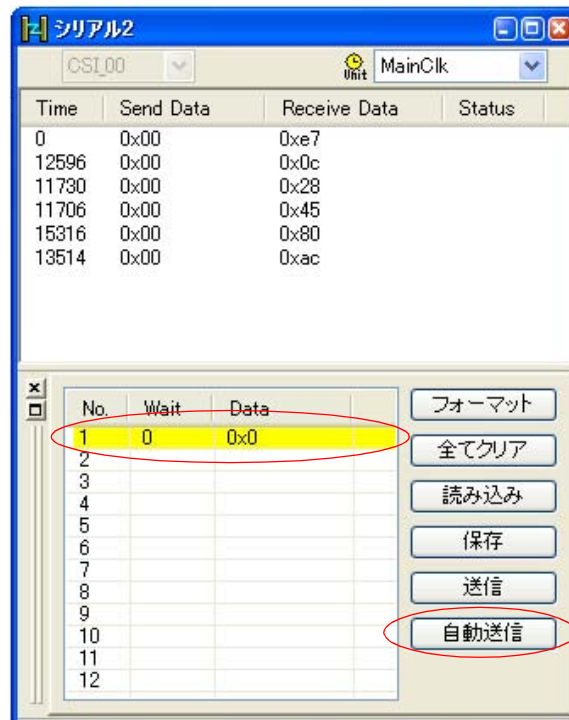 シリアル2
CSI_00 Unit MainClk
Time Send Data Receive Data Status
0 0x00 0xe7
12596 0x00 0x0c
11730 0x00 0x28
11706 0x00 0x45
15316 0x00 0x80
13514 0x00 0xac
No. Wait Data
1 0 0x0
2
3
4
5
6
7
8
9
10
11
12
フォーマット
全てクリア
読み込み
保存
送信
自動送信